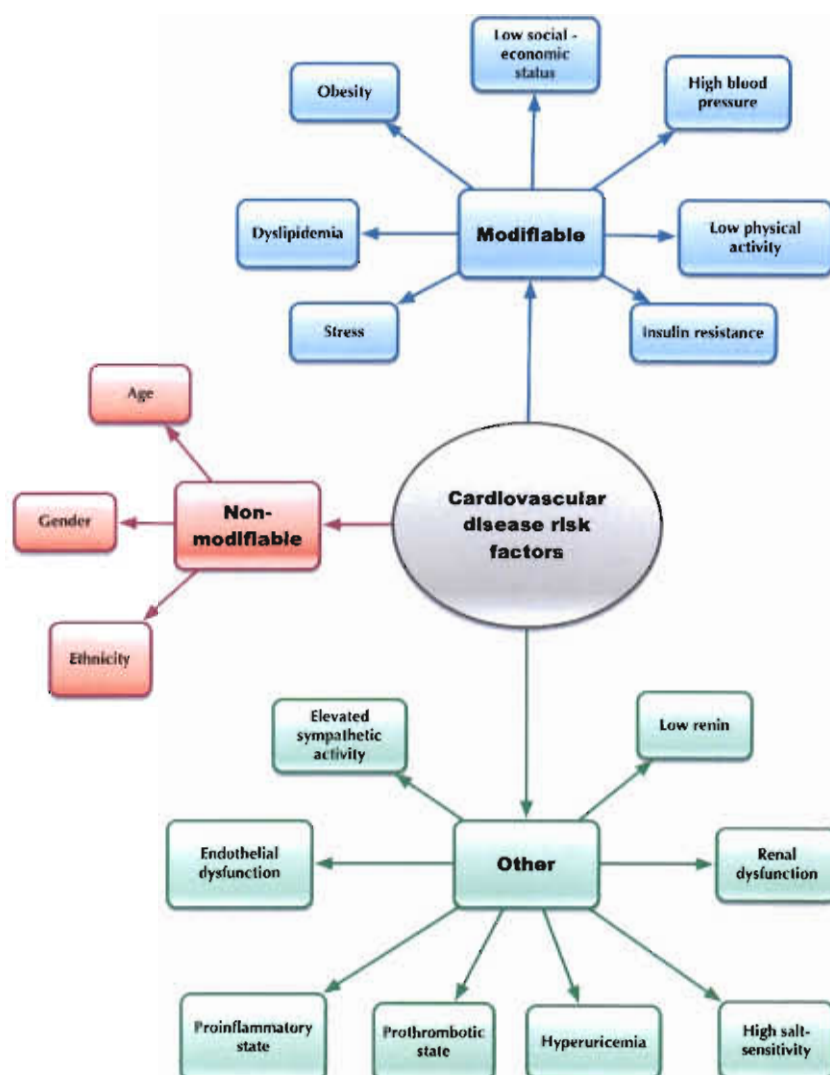 Low social -
economic
status
Obesity
High blood
pressure
Dyslipidemia
Modifiable
Low physical
activity
Stress
Insulin resistance
Age
Gender
Non-
modifiable
Cardiovascular
disease risk
factors
Ethnicity
Elevated
sympathetic
activity
Low renin
Endothelial
dysfunction
Other
Renal
dysfunction
Proinflammatory
state
Prothrombotic
state
Hyperuricemia
High salt-
sensitivity